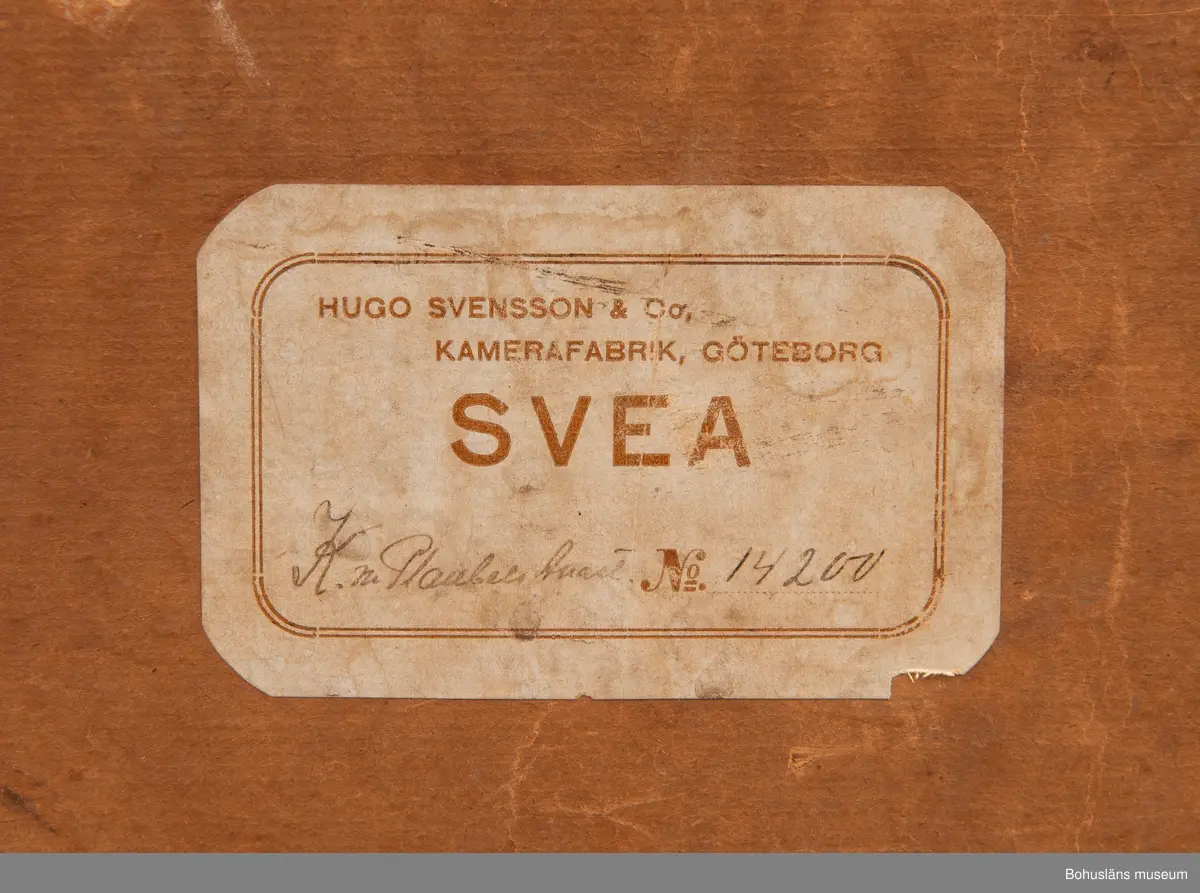 HUGO SVENSSON & Co,
KAMERAFABRIK, GÖTEBORG
SVEA
K. m No. 14200
Bohusläns museum